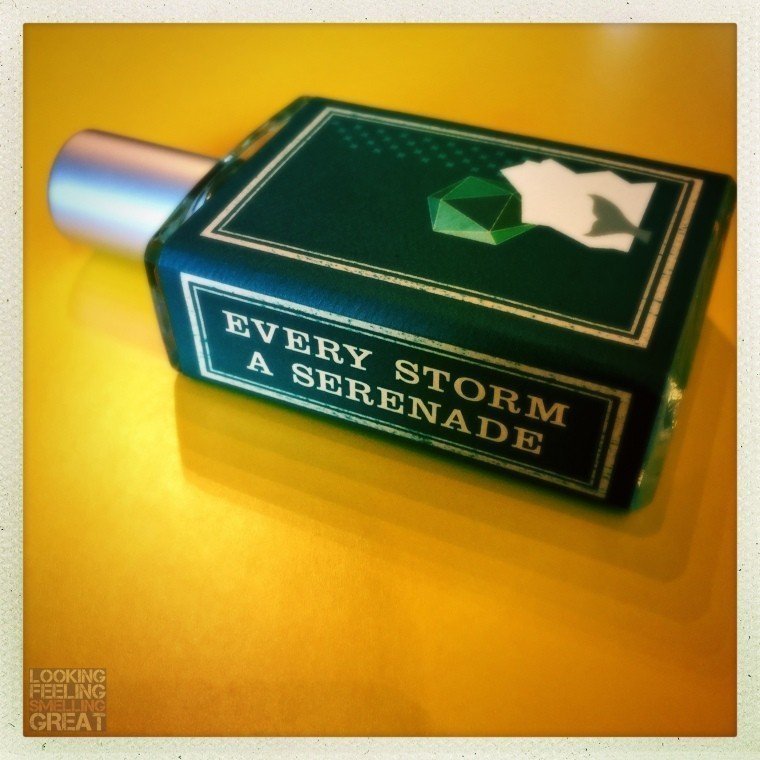 EVERY STORM
A SERENADE
LOOKING
FEELING
SMELLING
GREAT